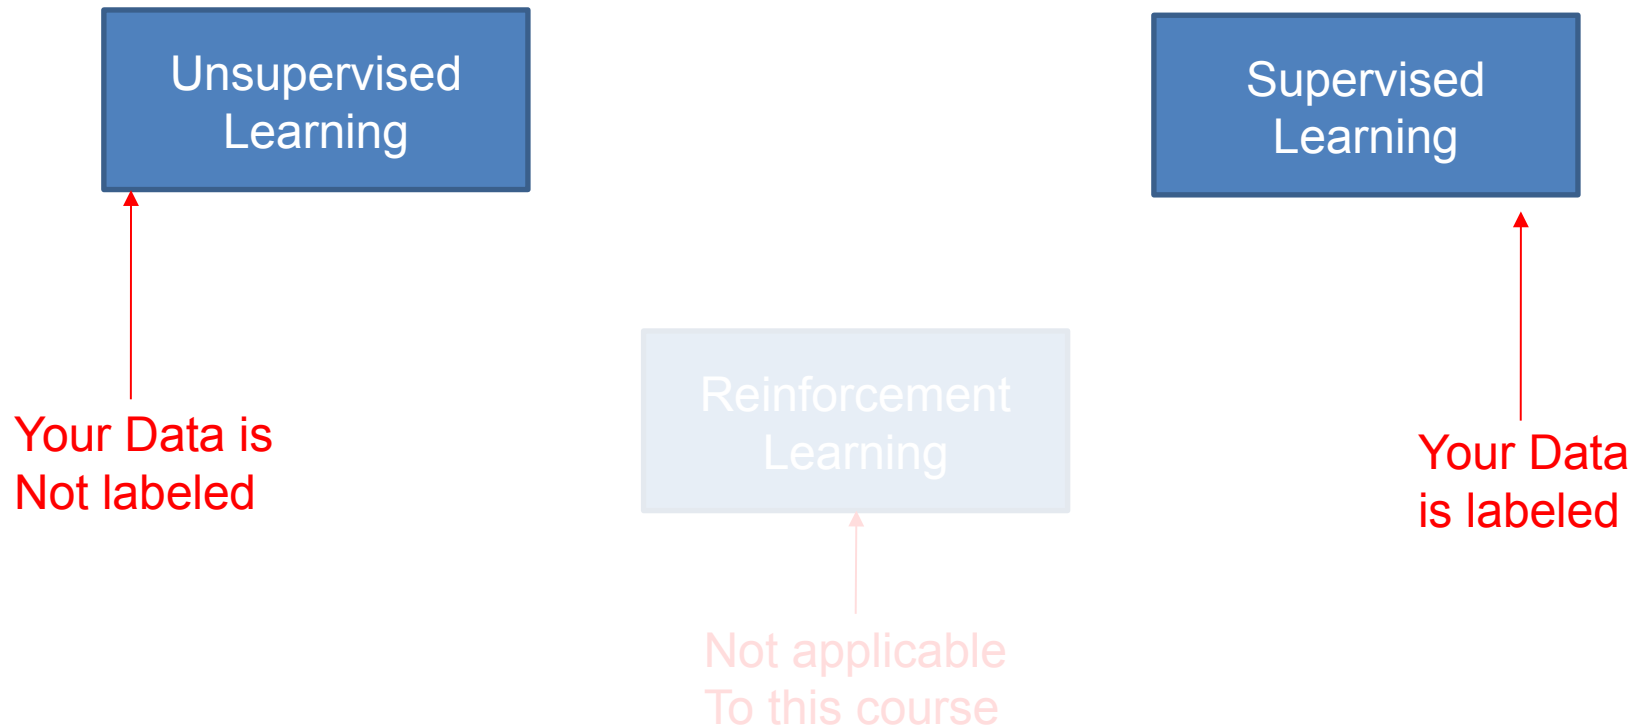 Unsupervised
Learning
Supervised
Learning
Your Data is
Not labeled
Reinforcement
Learning
Your Data
is labeled
Not applicable
To this course